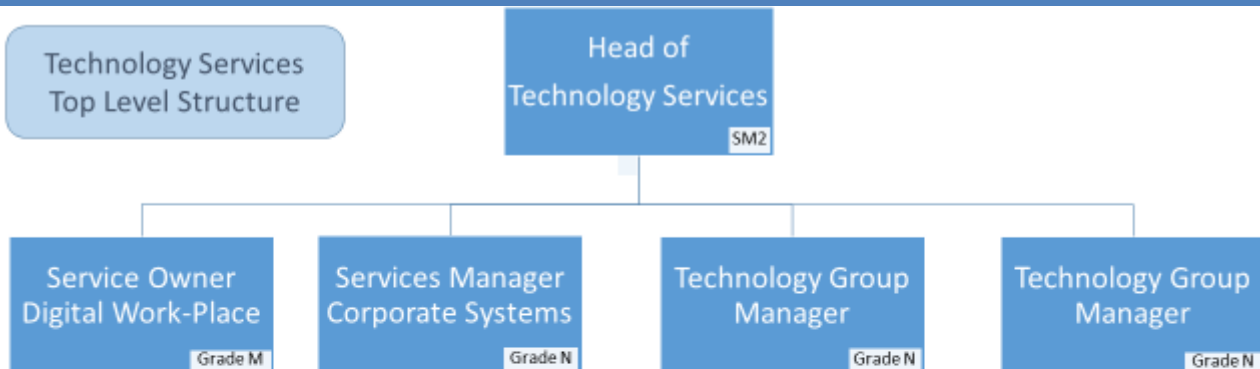 Technology Services
Top Level Structure
Head of
Technology Services
SM2
Service Owner
Digital Work-Place
Grade M
Services Manager
Corporate Systems
Grade N
Technology Group
Manager
Grade N
Technology Group
Manager
Grade N